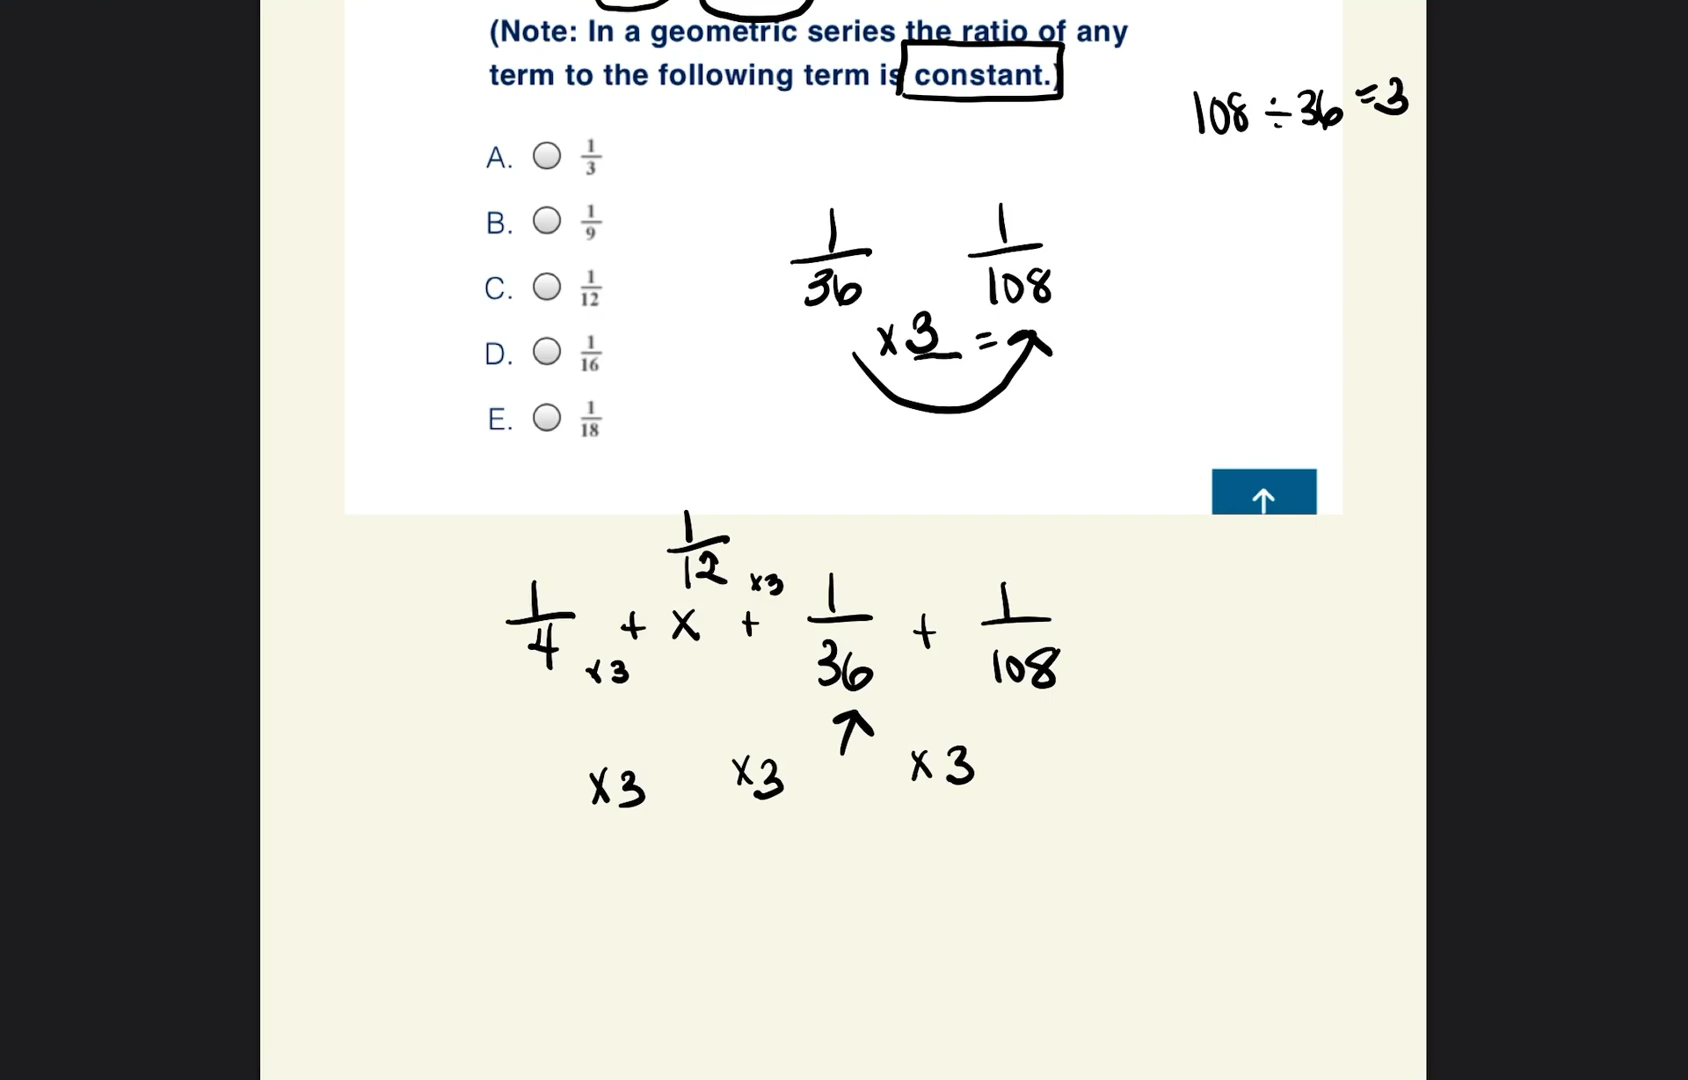 (Note: In a geometric series the ratio of any
term to the following term is constant.)
108 ÷ 36 = 3
A. 1/3
B. 1/9
C. 1/12
D. 1/16
E. 1/18
1/36 1/108
x 3 =
1/12
x3
1/4 + x + 1/36 + 1/108
x3
x3 x3 x 3